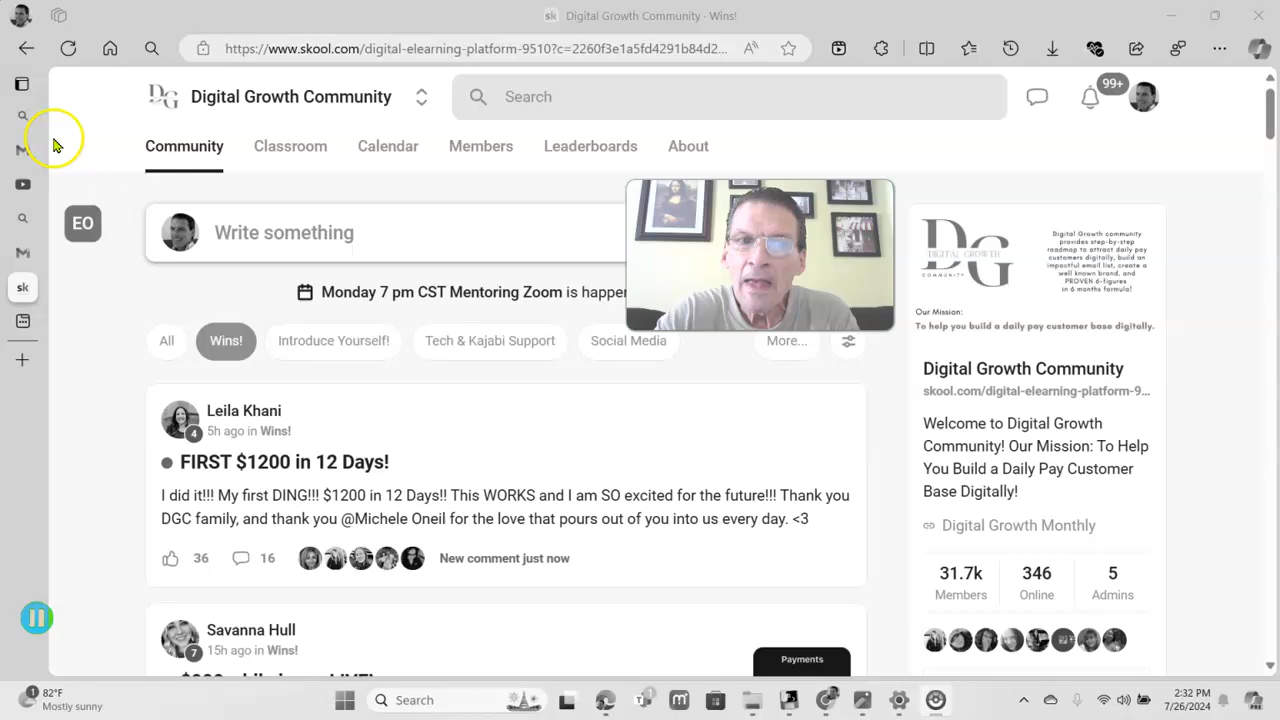 sk Digital Growth Community - Wins!
https://www.skool.com/digital-elearning-platform-9510?c=2260f3e1a5fd4291b84d2...
DG Digital Growth Community
Search
99+
Community Classroom Calendar Members Leaderboards About
EO
Write something
Monday 7 pm CST Mentoring Zoom is happen
All Wins! Introduce Yourself! Tech & Kajabi Support Social Media More...
sk
Leila Khani
4
5h ago in Wins!
FIRST $1200 in 12 Days!
I did it!!! My first DING!!! $1200 in 12 Days!! This WORKS and I am SO excited for the future!!! Thank you
DGC family, and thank you @Michele Oneil for the love that pours out of you into us every day. <3
36 16 New comment just now
Savanna Hull
7
15h ago in Wins!
Payments
DG
DIGITAL GROWTH
COMMUNITY
Digital Growth community
provides step-by-step
roadmap to attract daily pay
customers digitally, build an
impactful email list, create a
well known brand, and
PROVEN 6-figures
in 6 months formula!
Our Mission:
To help you build a daily pay customer base digitally.
Digital Growth Community
skool.com/digital-elearning-platform-9...
Welcome to Digital Growth
Community! Our Mission: To Help
You Build a Daily Pay Customer
Base Digitally!
Digital Growth Monthly
31.7k 346 5
Members Online Admins
1
82°F
Mostly sunny
Search
2:32 PM
7/26/2024